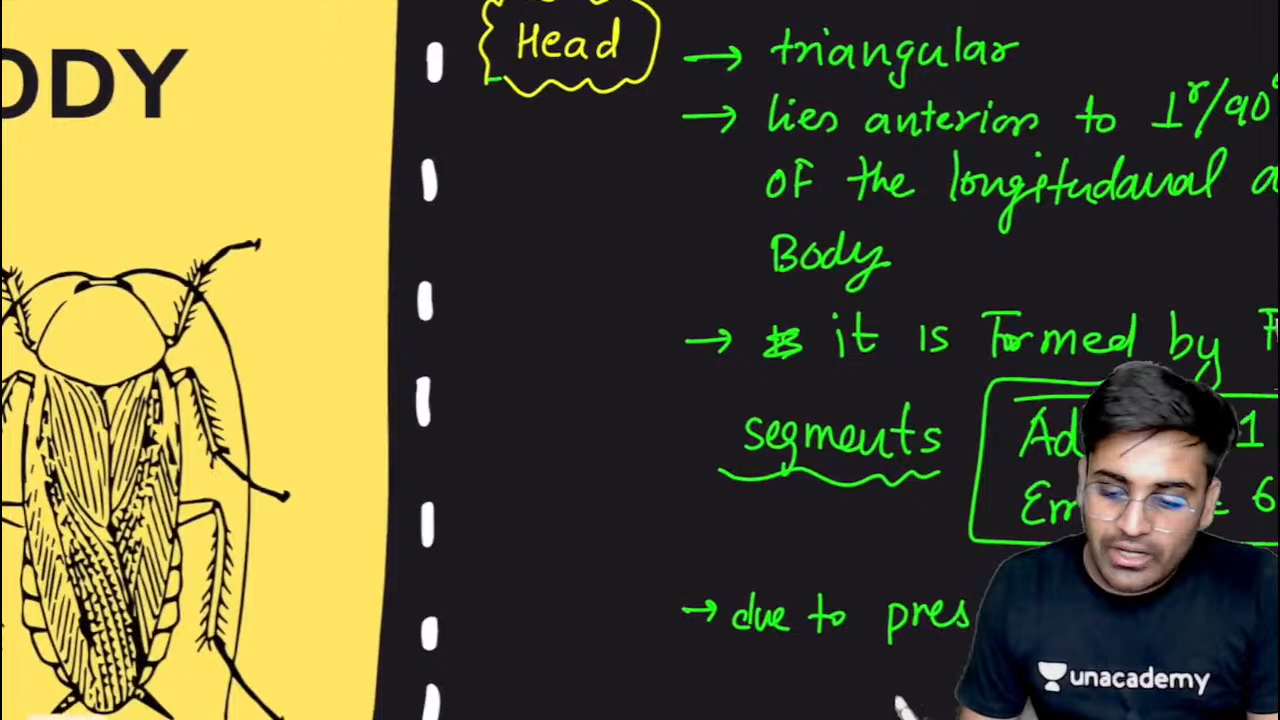 ODY
Head
→ triangular
→ lies anterior to ⊥r/90°
of the longitudanal a
Body
→ it is Formed by F
segments
Ad 1
Em = 6
→ due to pres
unacademy